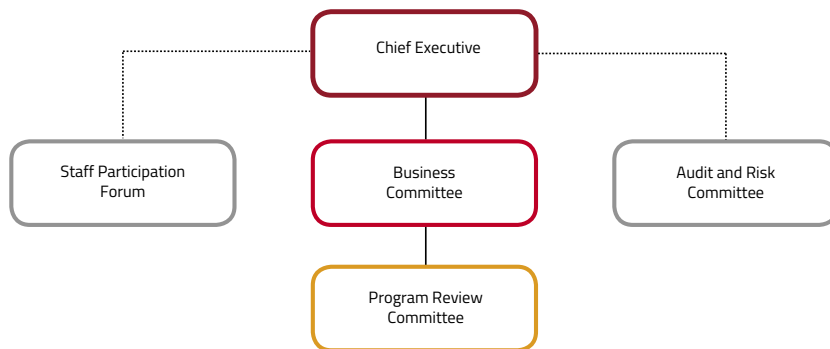 Chief Executive
Staff Participation
Forum
Business
Committee
Audit and Risk
Committee
Program Review
Committee